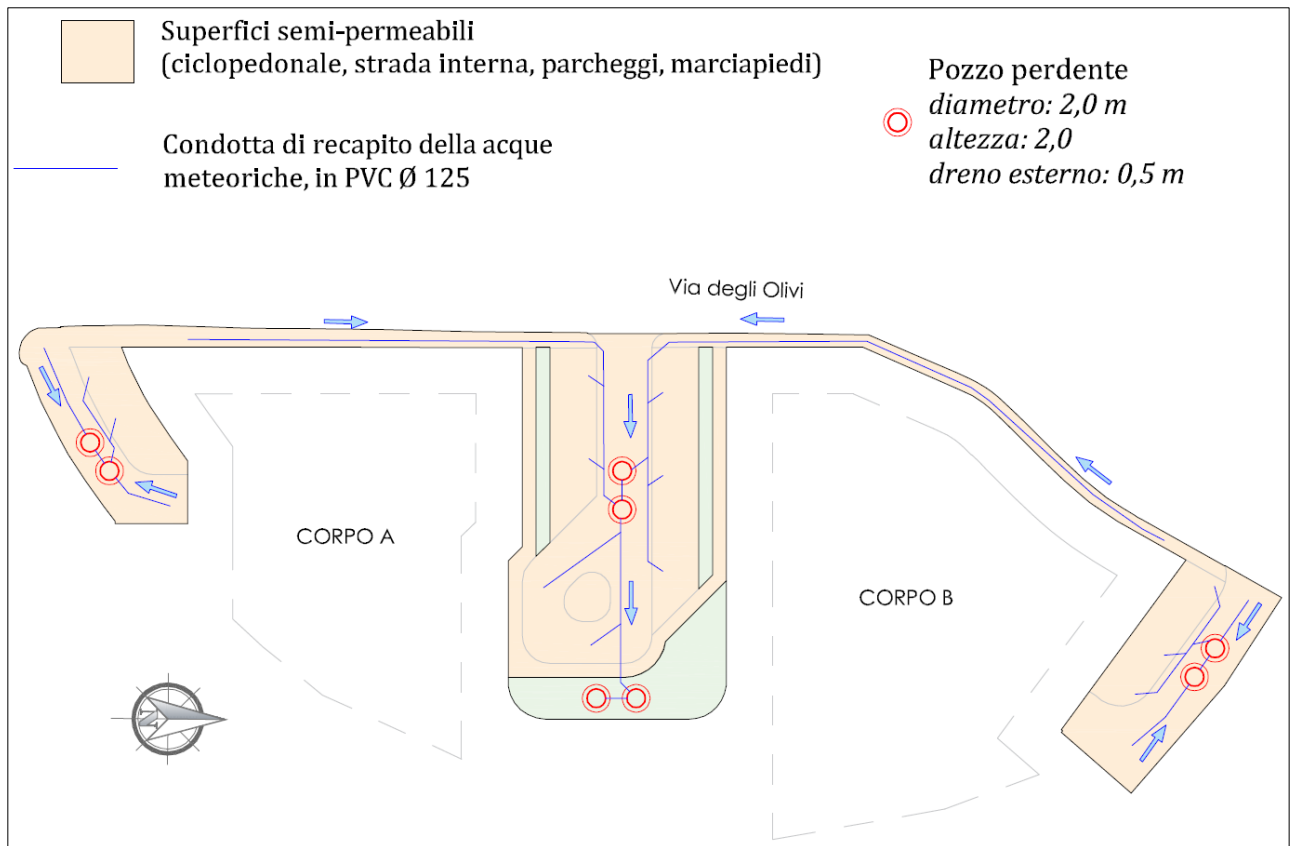 Superfici semi-permeabili
(ciclopedonale, strada interna, parcheggi, marciapiedi)
Condotta di recapito della acque
meteoriche, in PVC Ø 125
Pozzo perdente
diametro: 2,0 m
altezza: 2,0
dreno esterno: 0,5 m
Via degli Olivi
CORPO A
CORPO B
N